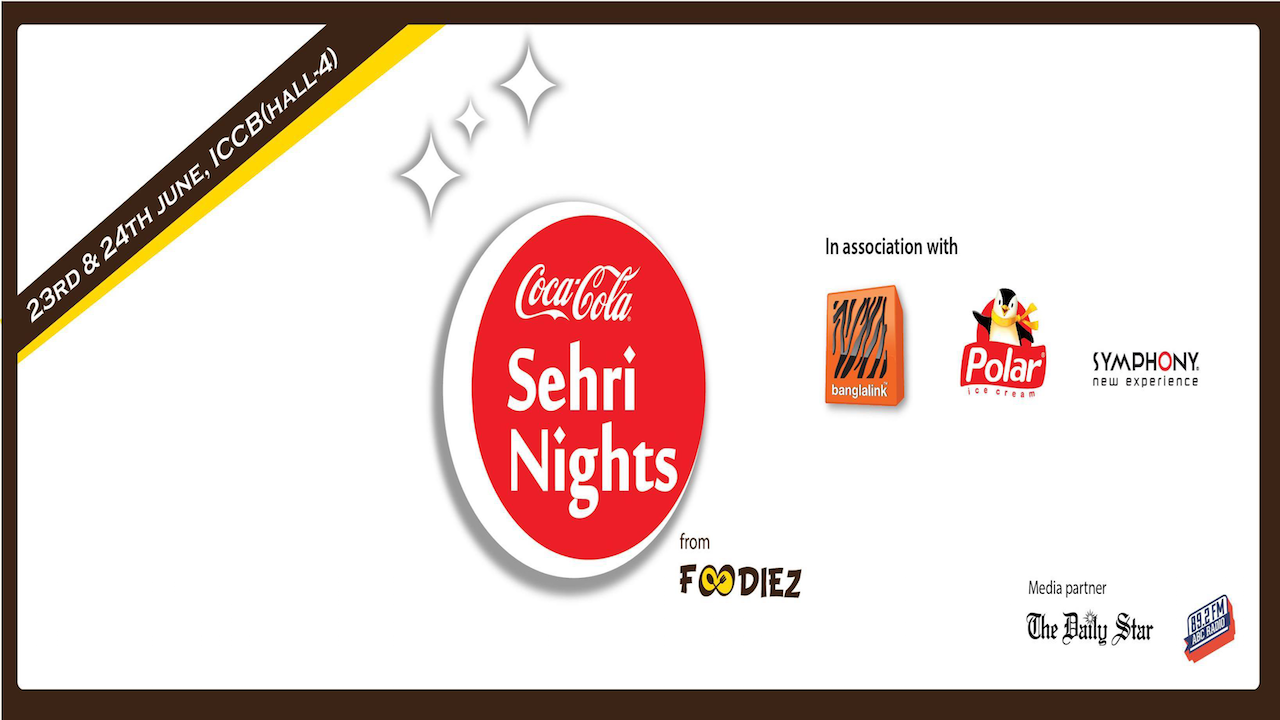 23RD & 24TH JUNE, ICCB(HALL-4)
Coca-Cola
Sehri
Nights
from
FOODIEZ
In association with
banglalink™
Polar®
ice cream
SYMPHONY®
new experience
Media partner
The Daily Star
89.2 FM
ABC RADIO